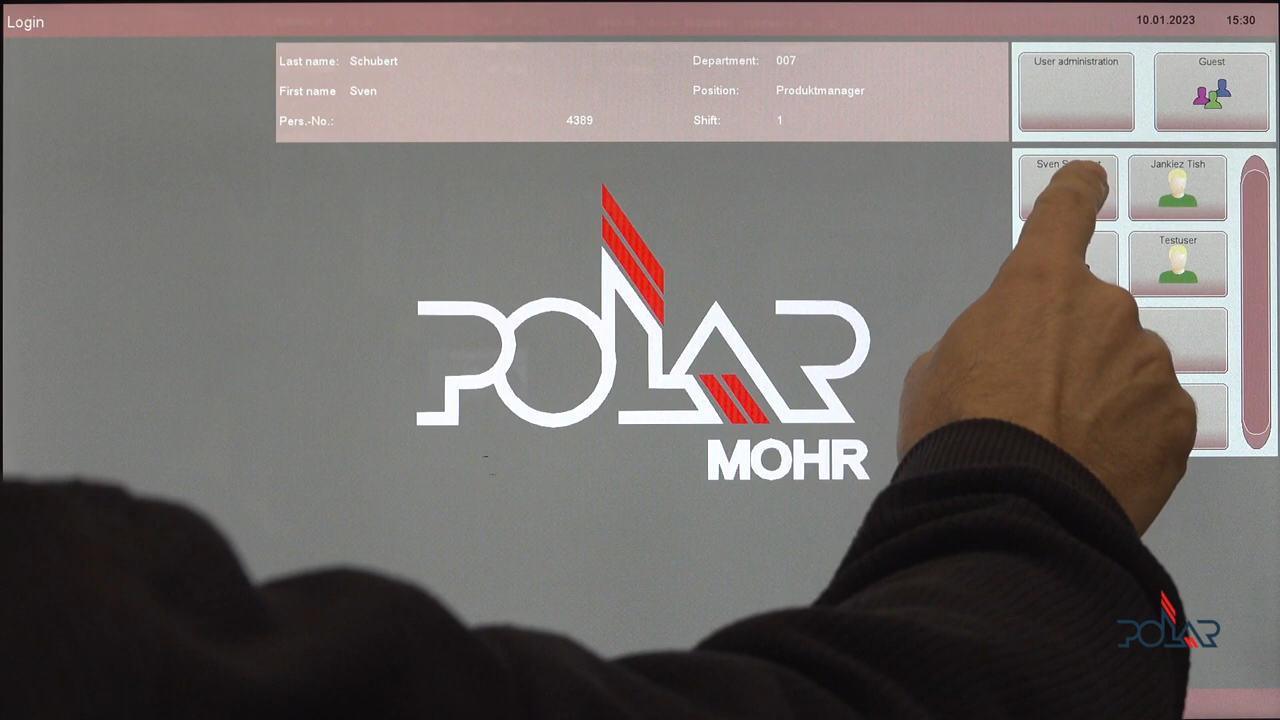 Login
10.01.2023 15:30
Last name: Schubert
Department: 007
First name Sven
Position: Produktmanager
Pers.-No.: 4389
Shift: 1
User administration
Guest
Sven
Jankiez Tish
Testuser
POLAR
MOHR
POLAR